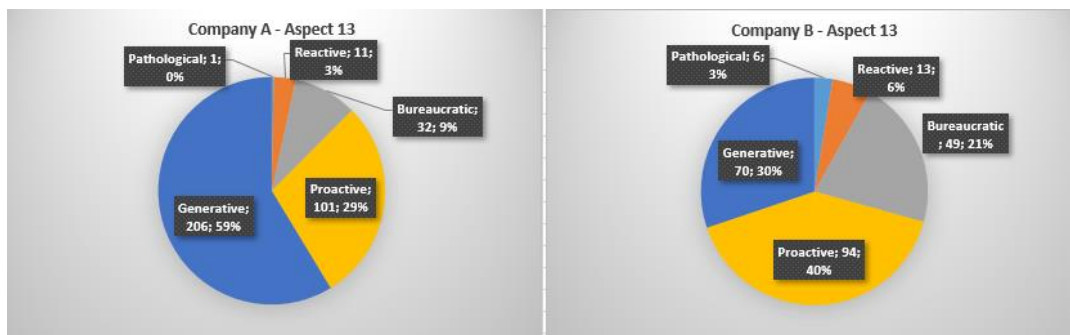 Company A - Aspect 13
Pathological; 1;
0%
Reactive; 11;
3%
Bureaucratic;
32; 9%
Proactive;
101; 29%
Generative;
206; 59%
Company B - Aspect 13
Pathological; 6;
3%
Reactive; 13;
6%
Bureaucratic
; 49; 21%
Generative;
70; 30%
Proactive; 94;
40%